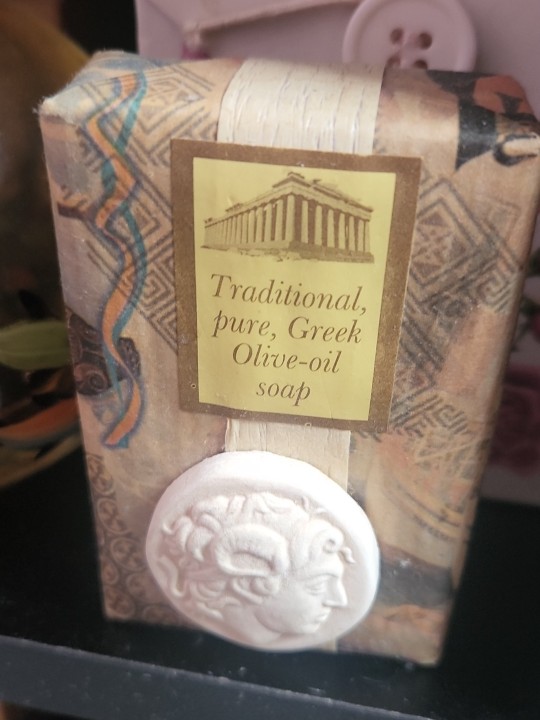 Traditional,
pure, Greek
Olive-oil
soap